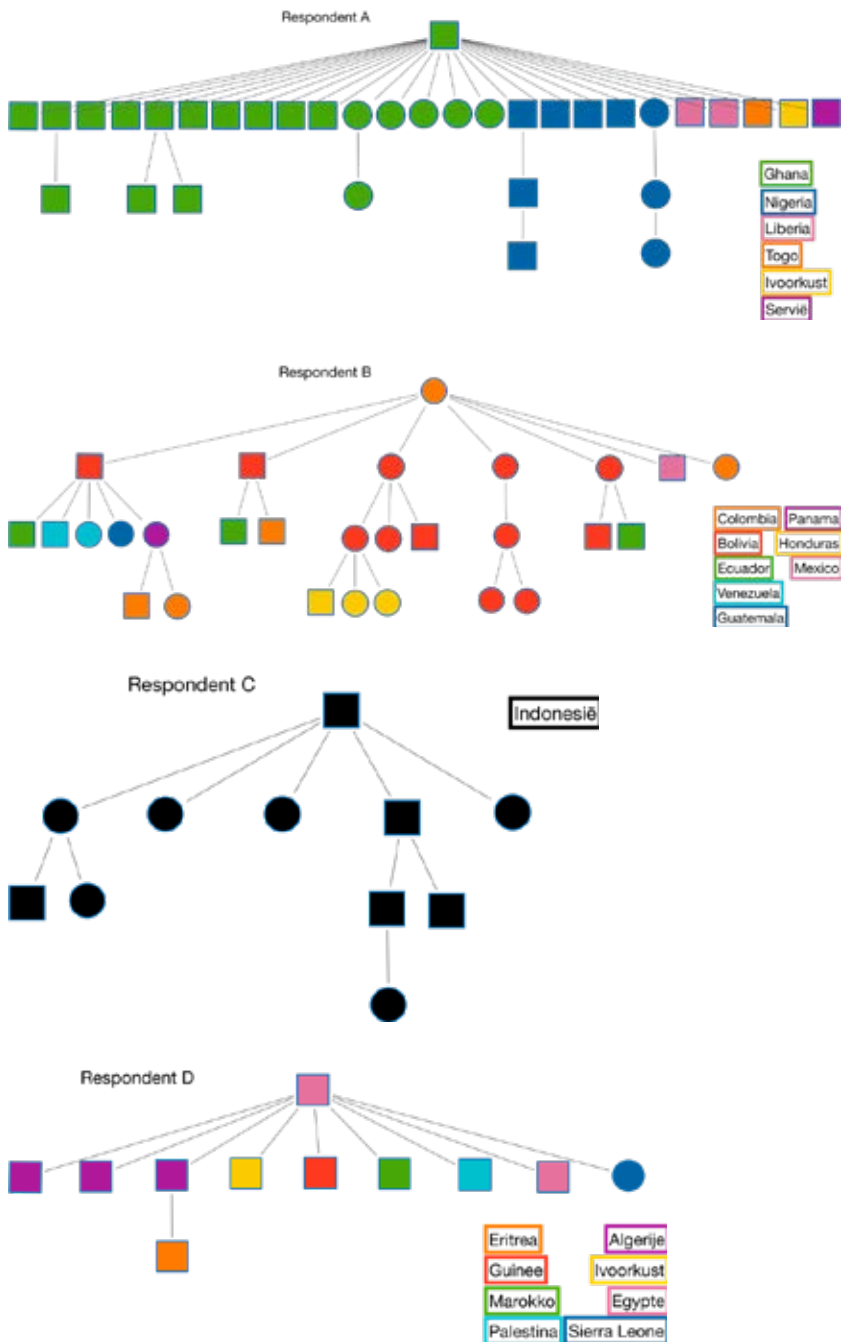 Respondent A
Ghana
Nigeria
Liberia
Togo
Ivoorkust
Servië
Respondent B
Colombia Panama
Bolivia Honduras
Ecuador Mexico
Venezuela
Guatemala
Respondent C
Indonesië
Respondent D
Eritrea Algerije
Guinee Ivoorkust
Marokko Egypte
Palestina Sierra Leone